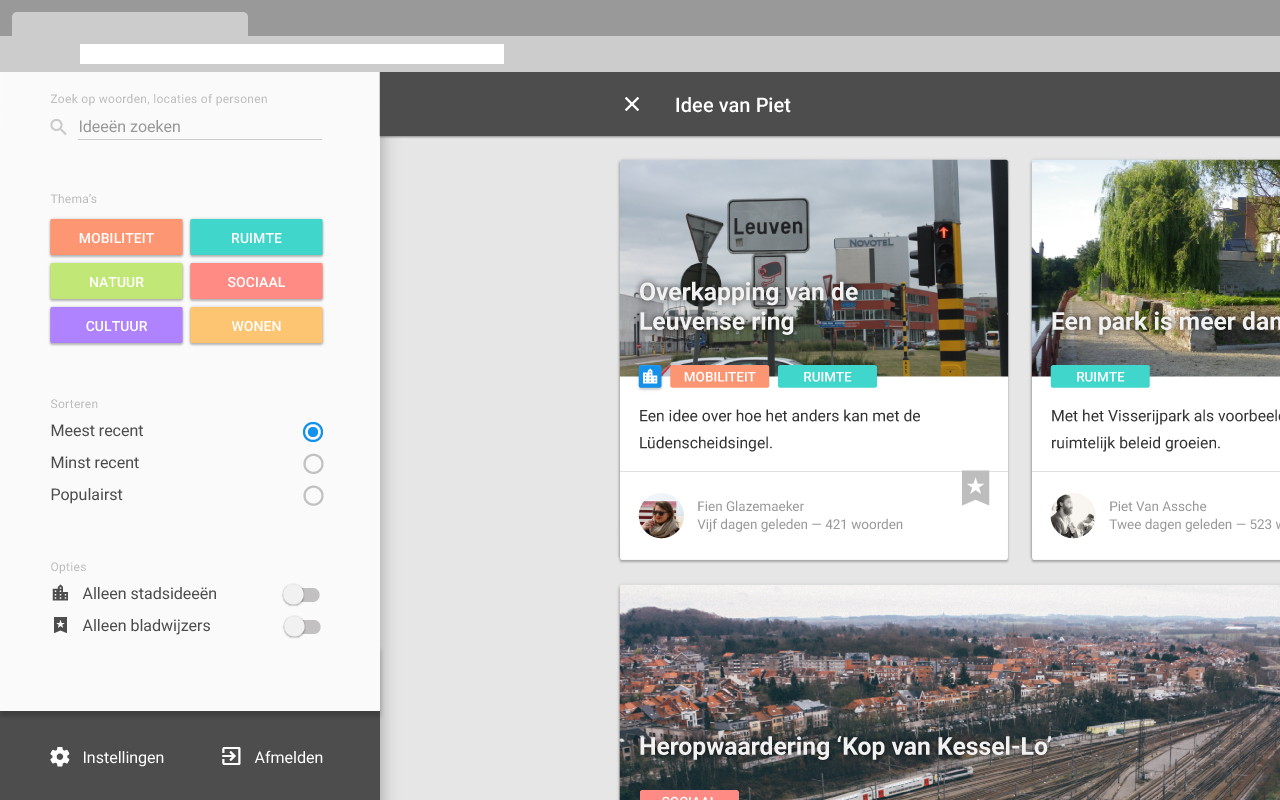 Zoek op woorden, locaties of personen
Ideeën zoeken
Thema's
MOBILITEIT
RUIMTE
NATUUR
SOCIAAL
CULTUUR
WONEN
Sorteren
Meest recent
Minst recent
Populairst
Opties
Alleen stadsideeën
Alleen bladwijzers
Instellingen
Afmelden
Idee van Piet
Leuven
NOVOTEL
Overkapping van de
Leuvense ring
MOBILITEIT
RUIMTE
Een idee over hoe het anders kan met de
Lüdenscheidsingel.
Fien Glazemaeker
Vijf dagen geleden — 421 woorden
Een park is meer dan
RUIMTE
Met het Visserijpark als voorbeeld
ruimtelijk beleid groeien.
Piet Van Assche
Twee dagen geleden — 523 w
Heropwaardering ‘Kop van Kessel-Lo’
SOCIAAL